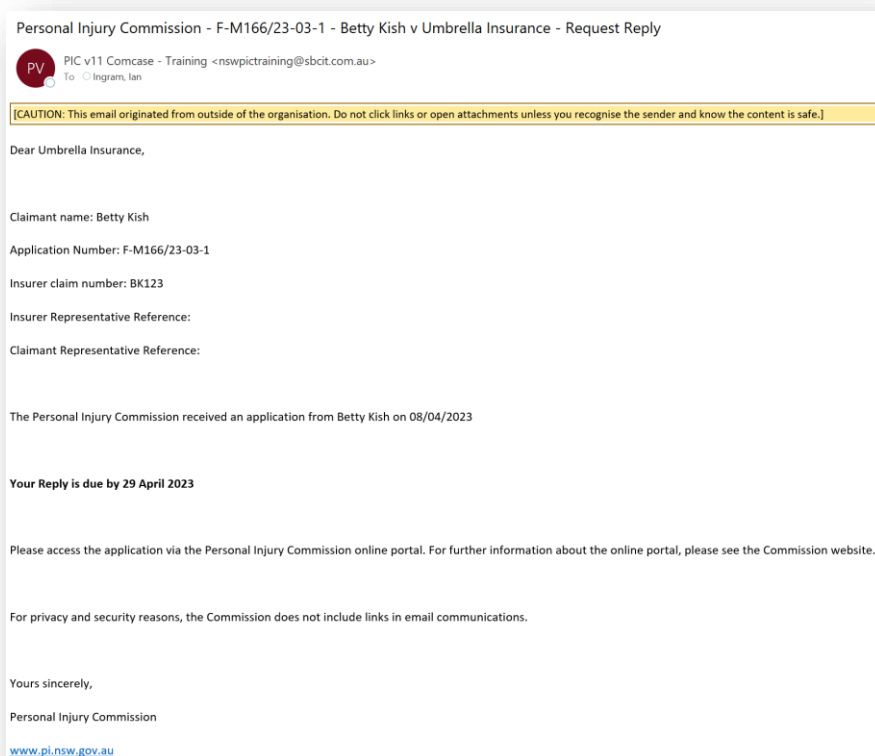 Personal Injury Commission - F-M166/23-03-1 - Betty Kish v Umbrella Insurance - Request Reply
PV
PIC v11 Comcase - Training <nswpictraining@sbcit.com.au>
To Ingram, Ian
[CAUTION: This email originated from outside of the organisation. Do not click links or open attachments unless you recognise the sender and know the content is safe.]
Dear Umbrella Insurance,
Claimant name: Betty Kish
Application Number: F-M166/23-03-1
Insurer claim number: BK123
Insurer Representative Reference:
Claimant Representative Reference:
The Personal Injury Commission received an application from Betty Kish on 08/04/2023
Your Reply is due by 29 April 2023
Please access the application via the Personal Injury Commission online portal. For further information about the online portal, please see the Commission website.
For privacy and security reasons, the Commission does not include links in email communications.
Yours sincerely,
Personal Injury Commission
www.pi.nsw.gov.au